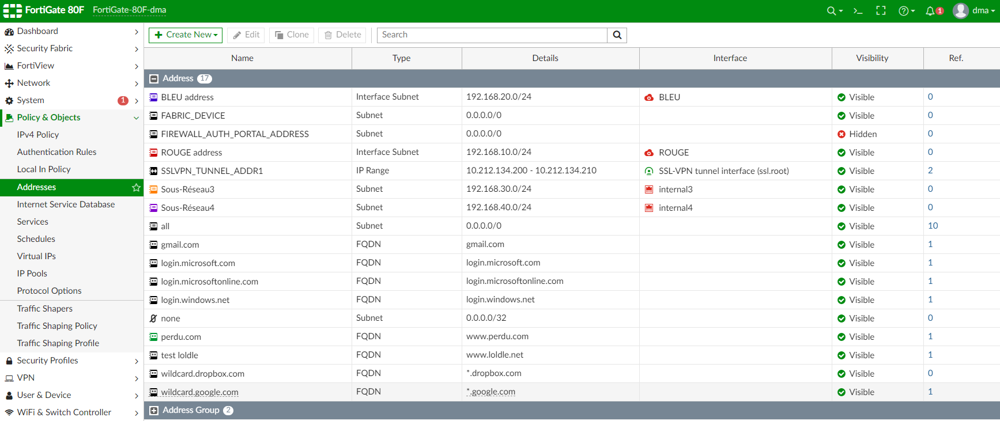 FortiGate 80F FortiGate-80F-dma 1 dma
Dashboard
Security Fabric
FortiView
Network
System 1
Policy & Objects
IPv4 Policy
Authentication Rules
Local In Policy
Addresses
Internet Service Database
Services
Schedules
Virtual IPs
IP Pools
Protocol Options
Traffic Shapers
Traffic Shaping Policy
Traffic Shaping Profile
Security Profiles
VPN
User & Device
WiFi & Switch Controller
Create New Edit Clone Delete Search
Name Type Details Interface Visibility Ref.
Address 17
BLEU address Interface Subnet 192.168.20.0/24 BLEU Visible 0
FABRIC_DEVICE Subnet 0.0.0.0/0 Visible 0
FIREWALL_AUTH_PORTAL_ADDRESS Subnet 0.0.0.0/0 Hidden 0
ROUGE address Interface Subnet 192.168.10.0/24 ROUGE Visible 0
SSLVPN_TUNNEL_ADDR1 IP Range 10.212.134.200 - 10.212.134.210 SSL-VPN tunnel interface (ssl.root) Visible 2
Sous-Réseau3 Subnet 192.168.30.0/24 internal3 Visible 0
Sous-Réseau4 Subnet 192.168.40.0/24 internal4 Visible 0
all Subnet 0.0.0.0/0 Visible 10
gmail.com FQDN gmail.com Visible 1
login.microsoft.com FQDN login.microsoft.com Visible 1
login.microsoftonline.com FQDN login.microsoftonline.com Visible 1
login.windows.net FQDN login.windows.net Visible 1
none Subnet 0.0.0.0/32 Visible 0
perdu.com FQDN www.perdu.com Visible 1
test loldle FQDN www.loldle.net Visible 1
wildcard.dropbox.com FQDN *.dropbox.com Visible 0
wildcard.google.com FQDN *.google.com Visible 1
Address Group 2